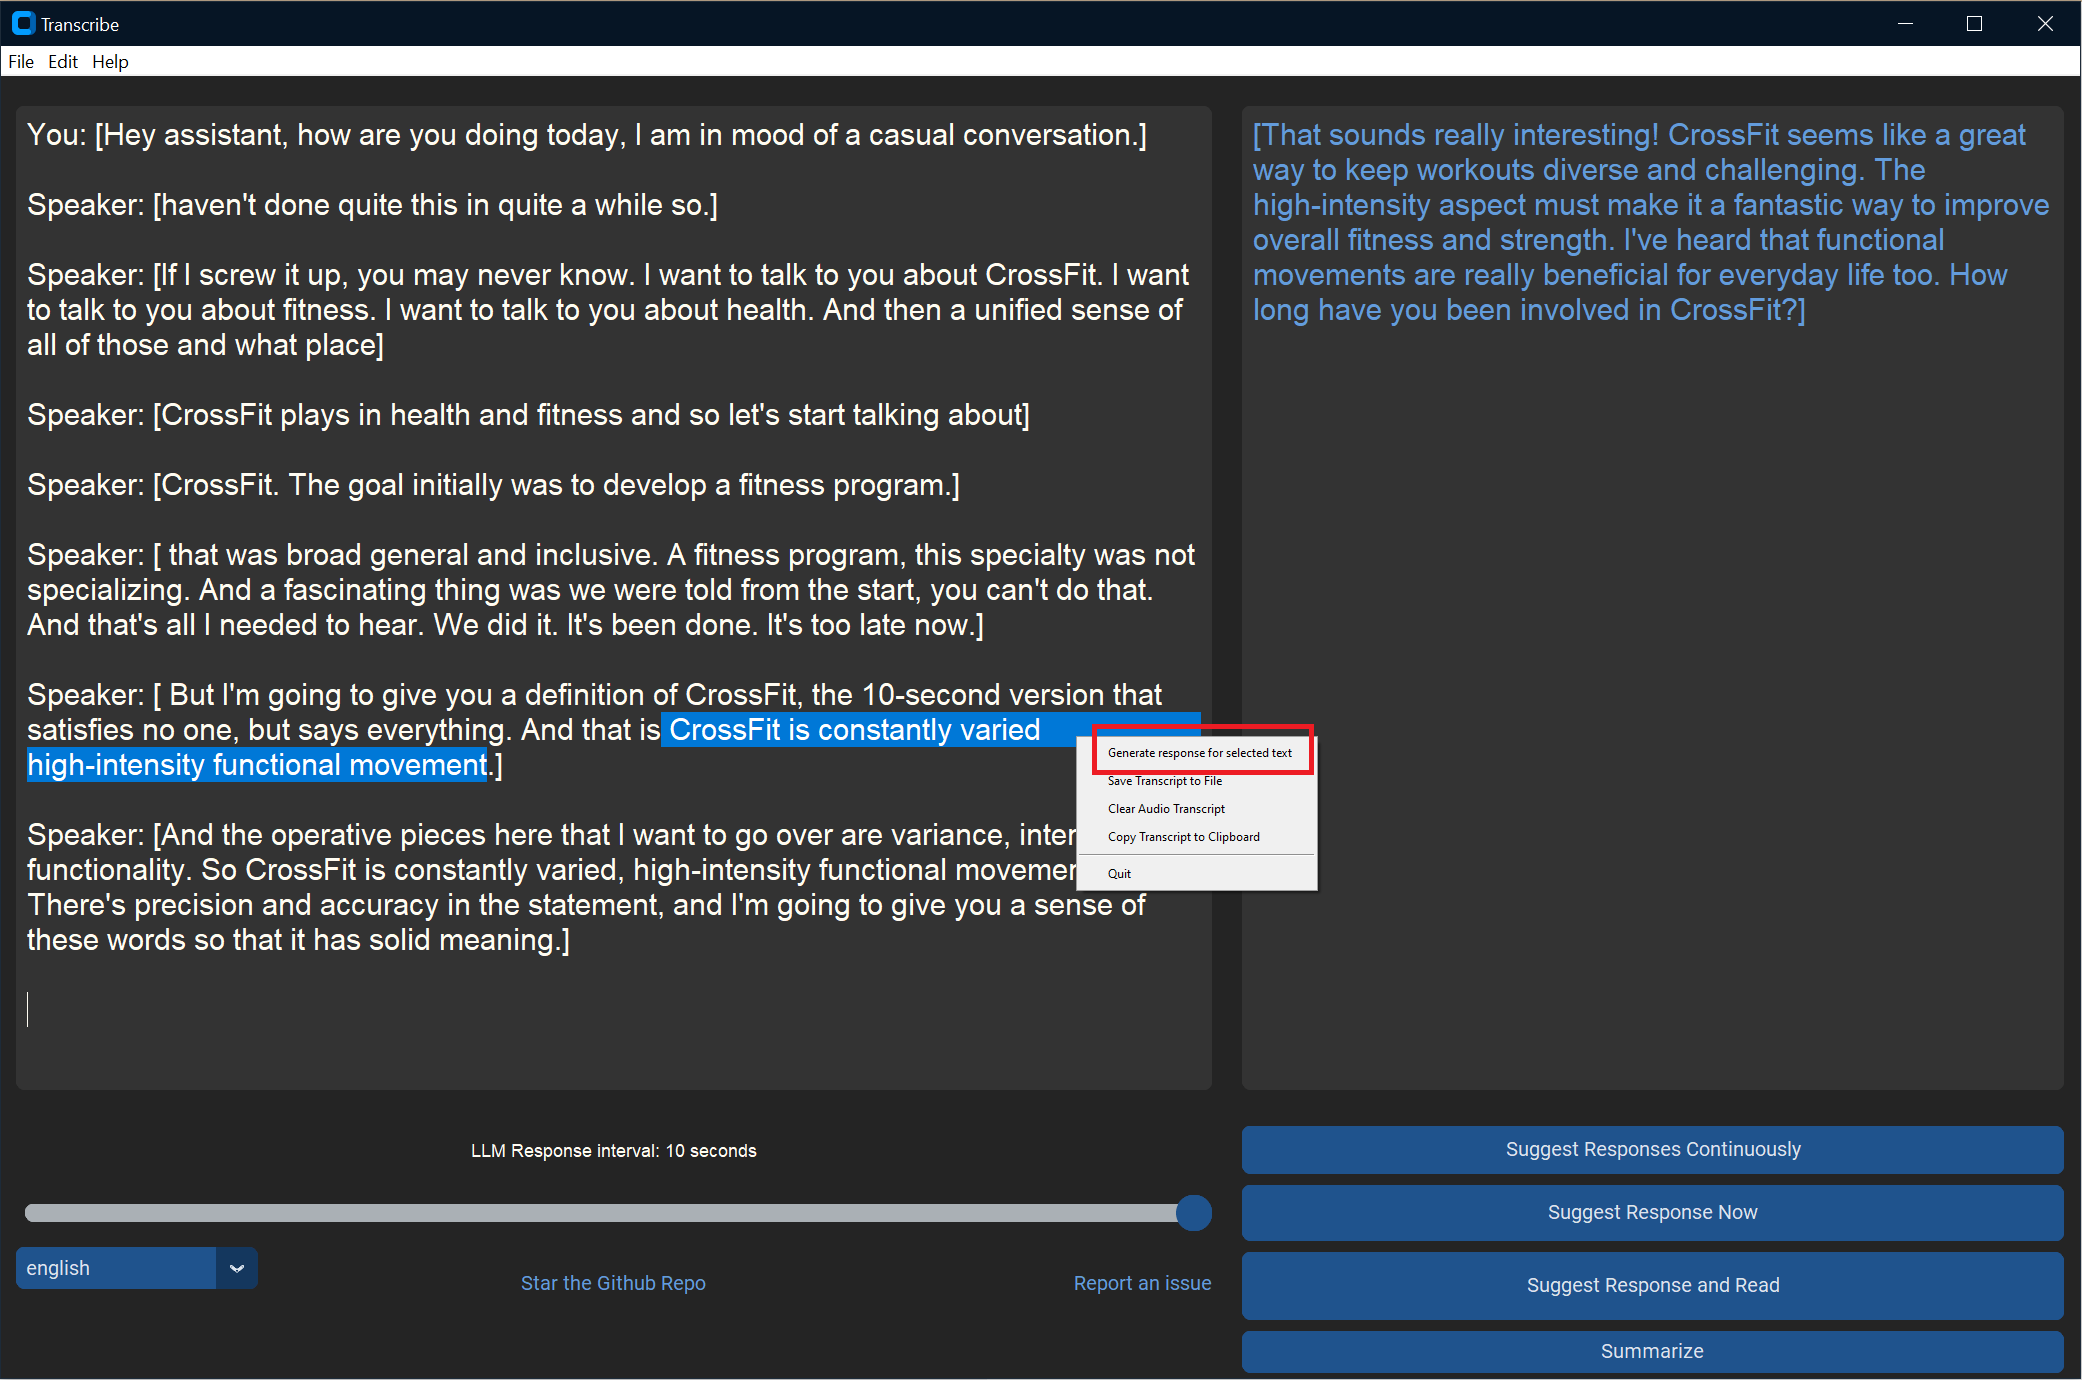 Transcribe
File Edit Help
You: [Hey assistant, how are you doing today, I am in mood of a casual conversation.]
Speaker: [haven't done quite this in quite a while so.]
Speaker: [If I screw it up, you may never know. I want to talk to you about CrossFit. I want
to talk to you about fitness. I want to talk to you about health. And then a unified sense of
all of those and what place]
Speaker: [CrossFit plays in health and fitness and so let's start talking about]
Speaker: [CrossFit. The goal initially was to develop a fitness program.]
Speaker: [ that was broad general and inclusive. A fitness program, this specialty was not
specializing. And a fascinating thing was we were told from the start, you can't do that.
And that's all I needed to hear. We did it. It's been done. It's too late now.]
Speaker: [ But I'm going to give you a definition of CrossFit, the 10-second version that
satisfies no one, but says everything. And that is CrossFit is constantly varied
high-intensity functional movement.]
Speaker: [And the operative pieces here that I want to go over are variance, inter
functionality. So CrossFit is constantly varied, high-intensity functional movemer
There's precision and accuracy in the statement, and I'm going to give you a sense of
these words so that it has solid meaning.]
Generate response for selected text
Save Transcript to File
Clear Audio Transcript
Copy Transcript to Clipboard
Quit
[That sounds really interesting! CrossFit seems like a great
way to keep workouts diverse and challenging. The
high-intensity aspect must make it a fantastic way to improve
overall fitness and strength. I've heard that functional
movements are really beneficial for everyday life too. How
long have you been involved in CrossFit?]
LLM Response interval: 10 seconds
english
Star the Github Repo
Report an issue
Suggest Responses Continuously
Suggest Response Now
Suggest Response and Read
Summarize